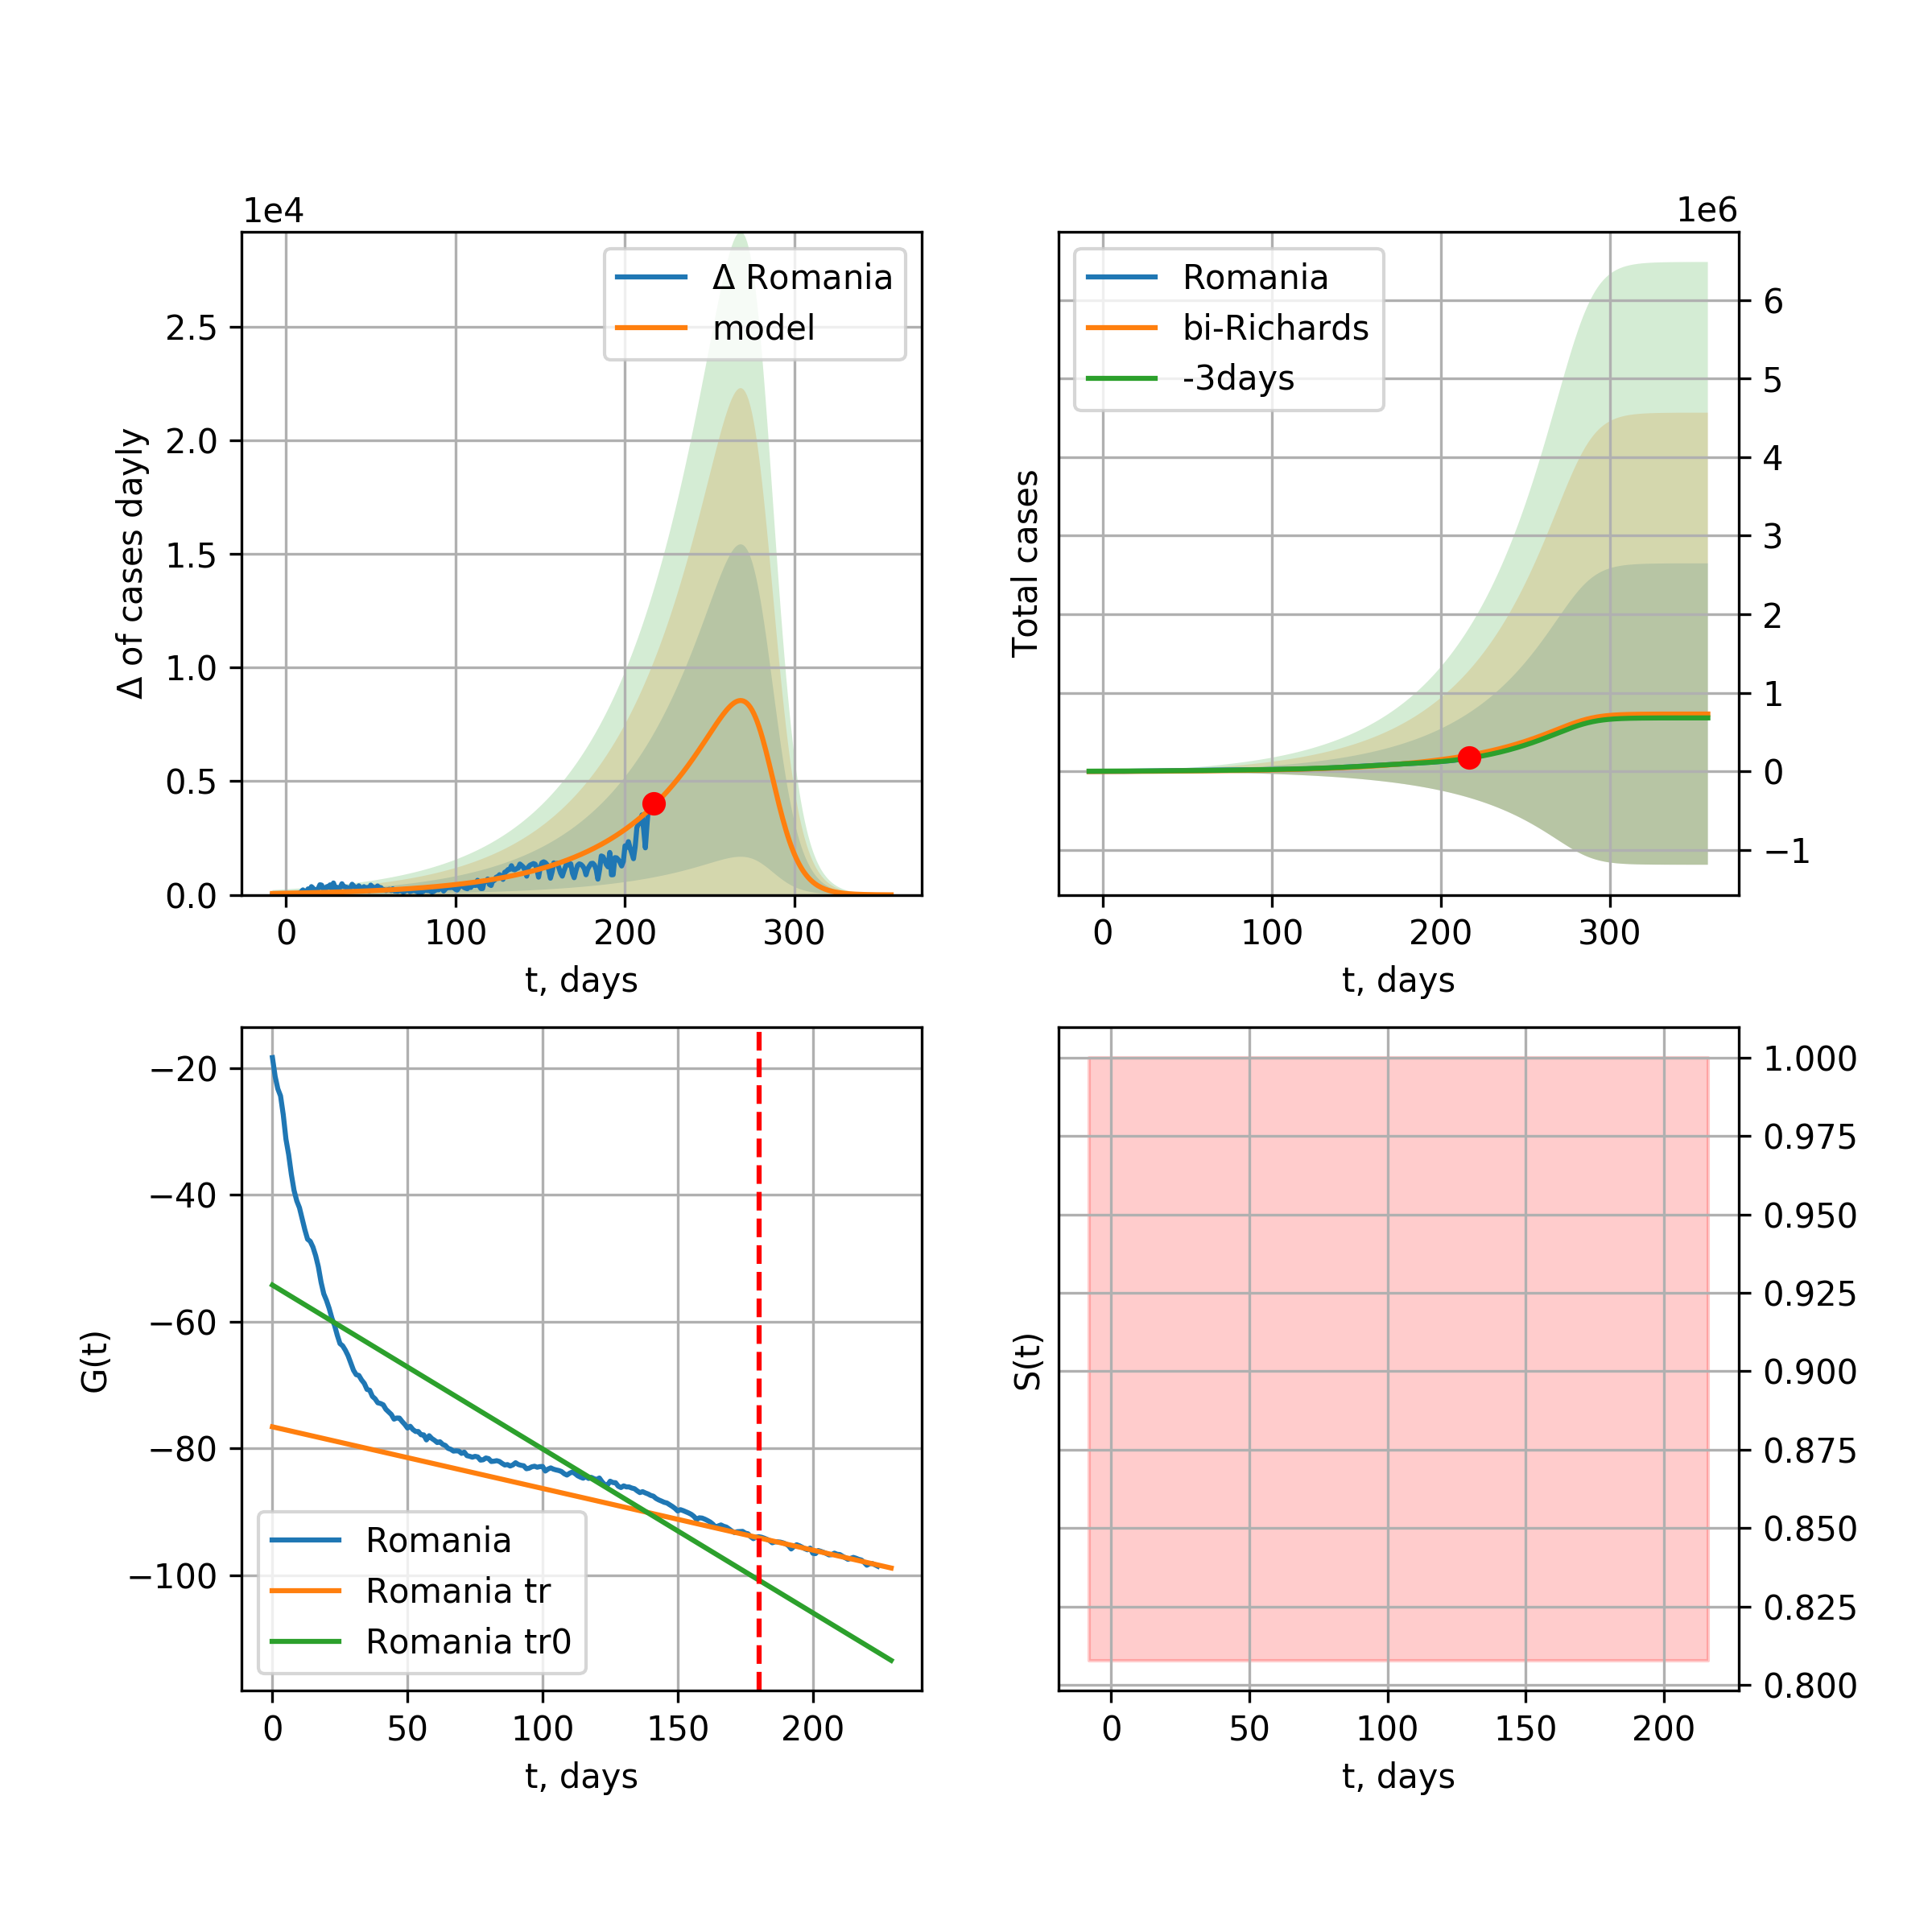 1e4
Δ Romania
model
2.5
2.0
1.5
1.0
0.5
0.0
Δ of cases dayly
0 100 200 300
t, days
1e6
Romania
bi-Richards
-3days
6
5
4
3
2
1
0
−1
Total cases
0 100 200 300
t, days
−20
−40
−60
−80
−100
G(t)
Romania
Romania tr
Romania tr0
0 50 100 150 200
t, days
1.000
0.975
0.950
0.925
0.900
0.875
0.850
0.825
0.800
S(t)
0 50 100 150 200
t, days